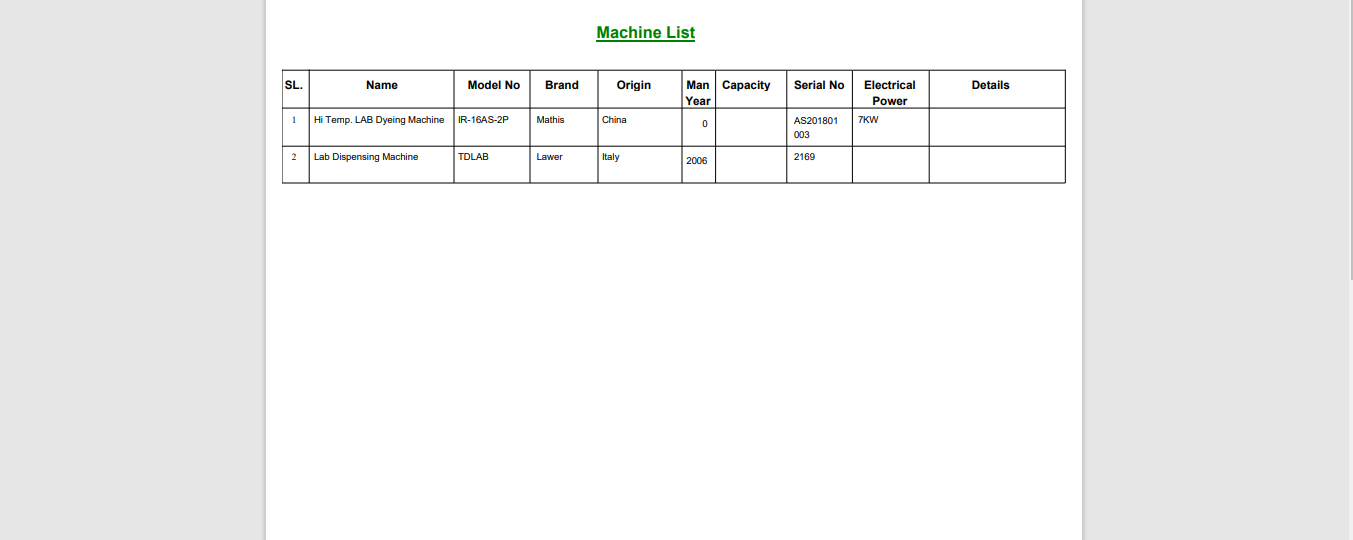 Machine List
SL. Name Model No Brand Origin Man Year Capacity Serial No Electrical Power Details
1 Hi Temp. LAB Dyeing Machine IR-16AS-2P Mathis China 0 AS201801 003 7KW
2 Lab Dispensing Machine TDLAB Lawer Italy 2006 2169